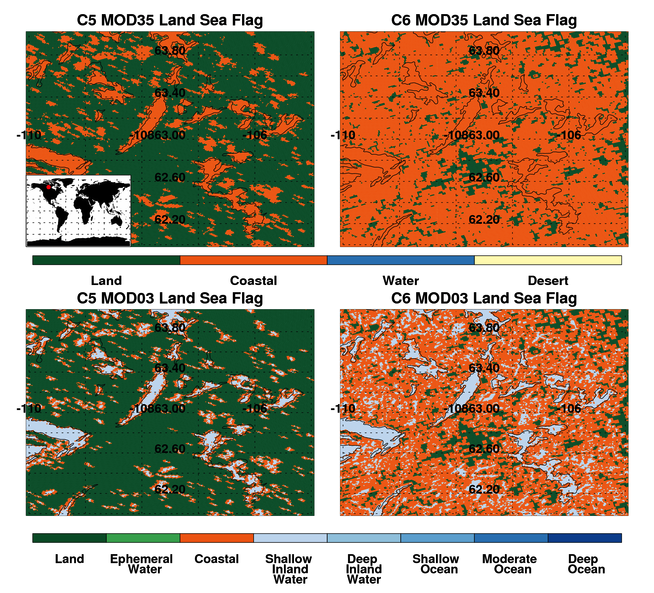 C5 MOD35 Land Sea Flag
C6 MOD35 Land Sea Flag
63.80
63.80
63.40
63.40
-110
-10863.00
-106
-110
-10863.00
-106
62.60
62.60
62.20
62.20
Land
Coastal
Water
Desert
C5 MOD03 Land Sea Flag
C6 MOD03 Land Sea Flag
63.80
63.80
63.40
63.40
-110
-10863.00
-106
-110
-10863.00
-106
62.60
62.60
62.20
62.20
Land
Ephemeral
Water
Coastal
Shallow
Inland
Water
Deep
Inland
Water
Shallow
Ocean
Moderate
Ocean
Deep
Ocean